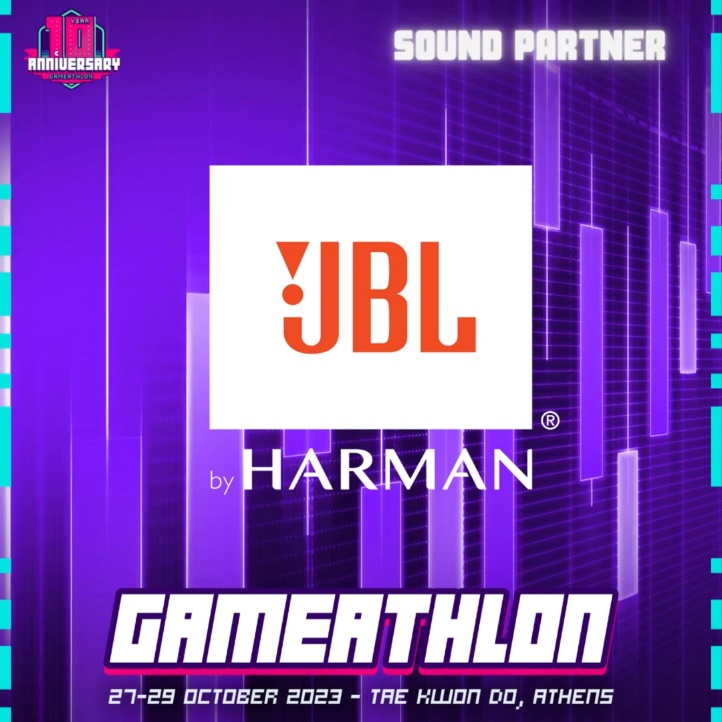 10
YEAR
ANNIVERSARY
GAMEATHLON
SOUND PARTNER
JBL
®
by HARMAN
GAMEATHLON
27-29 OCTOBER 2023 - TAE KWON DO, ATHENS